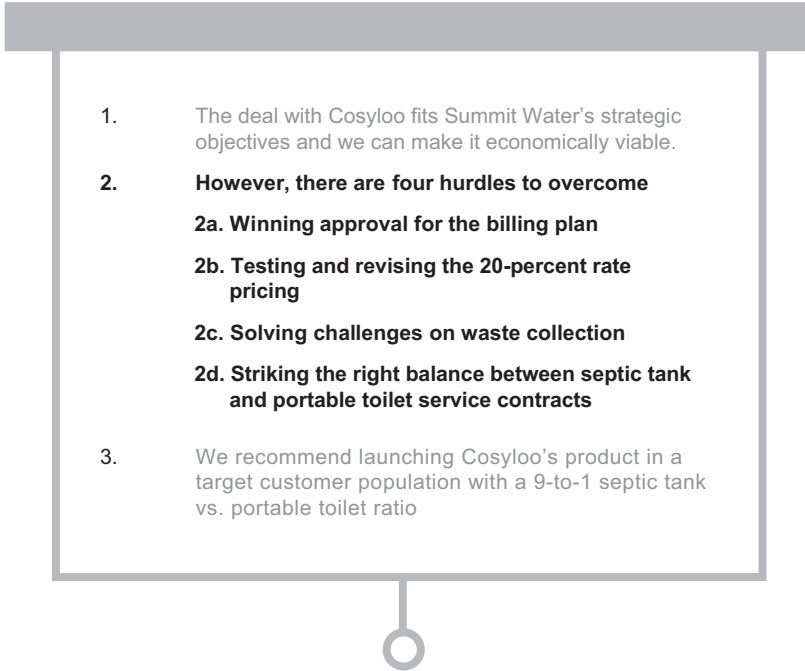 1. The deal with Cosyloo fits Summit Water's strategic
objectives and we can make it economically viable.
2. However, there are four hurdles to overcome
2a. Winning approval for the billing plan
2b. Testing and revising the 20-percent rate
pricing
2c. Solving challenges on waste collection
2d. Striking the right balance between septic tank
and portable toilet service contracts
3. We recommend launching Cosyloo's product in a
target customer population with a 9-to-1 septic tank
vs. portable toilet ratio